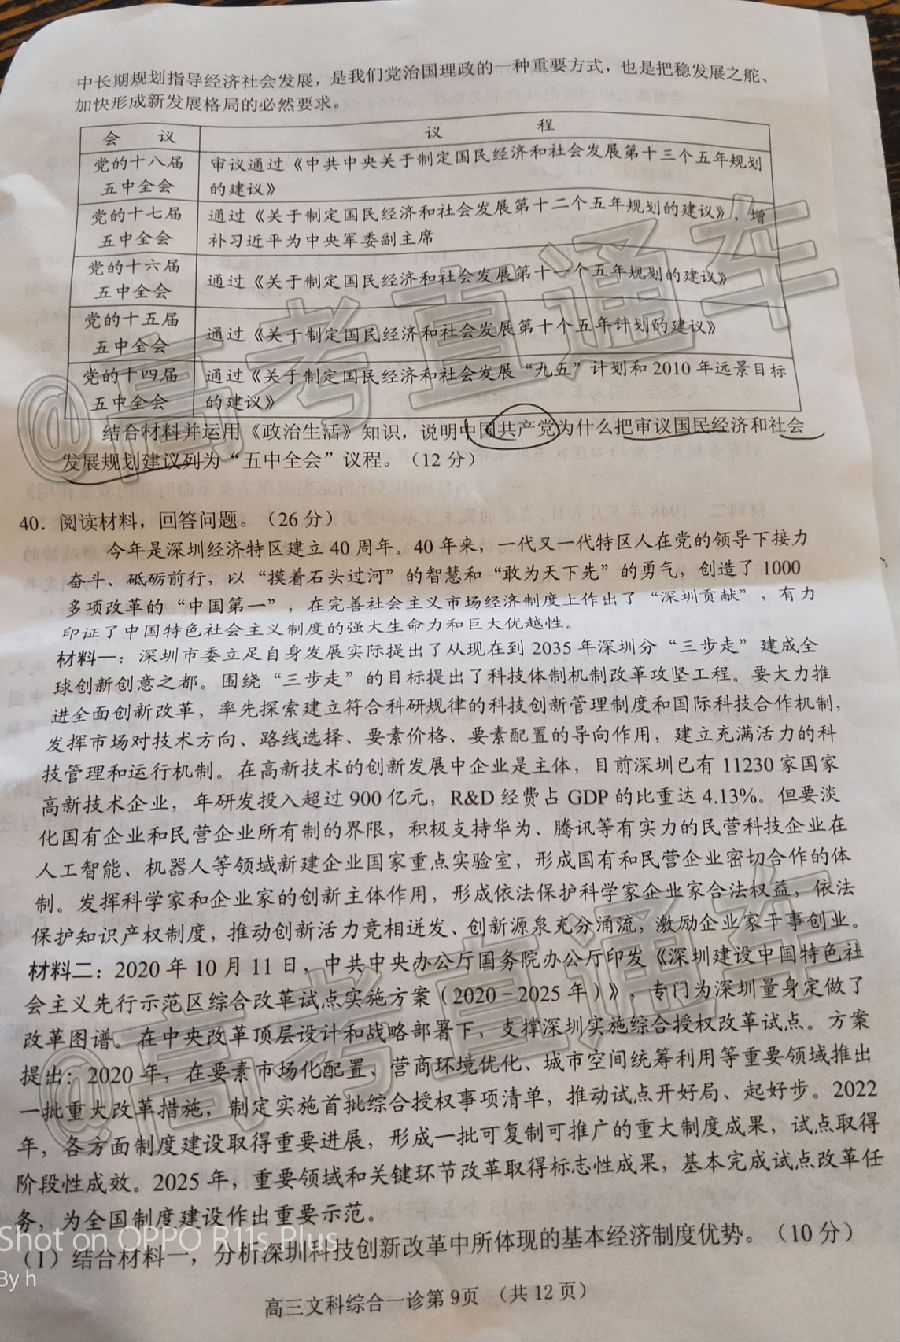 中长期规划指导经济社会发展，是我们党治国理政的一种重要方式，也是把稳发展之舵、
加快形成新发展格局的必然要求。
会 议 议 程
党的十八届五中全会 审议通过《中共中央关于制定国民经济和社会发展第十三个五年规划
的建议》
党的十七届五中全会 通过《关于制定国民经济和社会发展第十二个五年规划的建议》，增
补习近平为中央军委副主席
党的十六届五中全会 通过《关于制定国民经济和社会发展第十一个五年规划的建议》
党的十五届五中全会 通过《关于制定国民经济和社会发展第十个五年计划的建议》
党的十四届五中全会 通过《关于制定国民经济和社会发展“九五”计划和2010年远景目标
的建议》
结合材料并运用《政治生活》知识，说明中国共产党为什么把审议国民经济和社会
发展规划建议列为“五中全会”议程。（12分）
40. 阅读材料，回答问题。（26分）
今年是深圳经济特区建立40周年。40年来，一代又一代特区人在党的领导下接力
奋斗、砥砺前行，以“摸着石头过河”的智慧和“敢为天下先”的勇气，创造了1000
多项改革的“中国第一”，在完善社会主义市场经济制度上作出了“深圳贡献”，有力
印证了中国特色社会主义制度的强大生命力和巨大优越性。
材料一：深圳市委立足自身发展实际提出了从现在到2035年深圳分“三步走”建成全
球创新创意之都。围绕“三步走”的目标提出了科技体制机制改革攻坚工程。要大力推
进全面创新改革，率先探索建立符合科研规律的科技创新管理制度和国际科技合作机制，
发挥市场对技术方向、路线选择、要素价格、要素配置的导向作用，建立充满活力的科
技管理和运行机制。在高新技术的创新发展中企业是主体，目前深圳已有11230家国家
高新技术企业，年研发投入超过900亿元，R&D经费占GDP的比重达4.13%。但要淡
化国有企业和民营企业所有制的界限，积极支持华为、腾讯等有实力的民营科技企业在
人工智能、机器人等领域新建企业国家重点实验室，形成国有和民营企业密切合作的体
制。发挥科学家和企业家的创新主体作用，形成依法保护科学家企业家合法权益，依法
保护知识产权制度，推动创新活力竞相迸发、创新源泉充分涌流，激励企业家干事创业。
材料二：2020年10月11日，中共中央办公厅国务院办公厅印发《深圳建设中国特色社
会主义先行示范区综合改革试点实施方案（2020－2025年）》，专门为深圳量身定做了
改革图谱。在中央改革顶层设计和战略部署下，支撑深圳实施综合授权改革试点。方案
提出：2020年，在要素市场化配置、营商环境优化、城市空间统筹利用等重要领域推出
一批重大改革措施，制定实施首批综合授权事项清单，推动试点开好局、起好步。2022
年，各方面制度建设取得重要进展，形成一批可复制可推广的重大制度成果，试点取得
阶段性成效。2025年，重要领域和关键环节改革取得标志性成果，基本完成试点改革任
务，为全国制度建设作出重要示范。
（1）结合材料一，分析深圳科技创新改革中所体现的基本经济制度优势。（10分）
高三文科综合一诊第9页 （共12页）
@高考直通车
@高考直通车
Shot on OPPO R11s Plus
By h